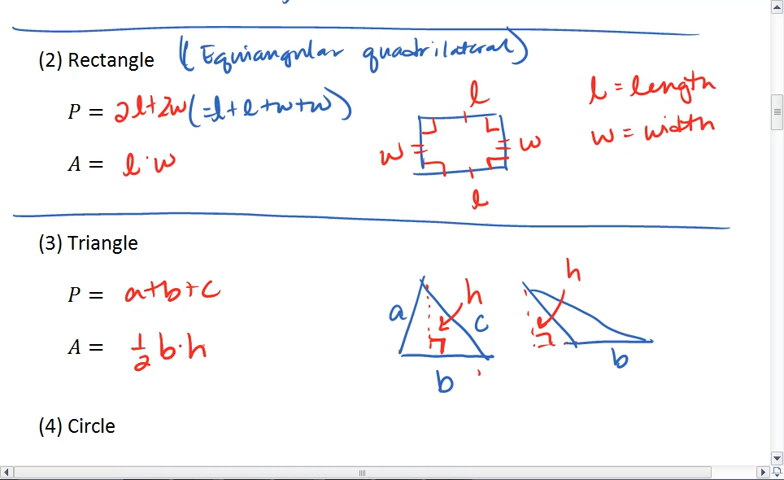 (2) Rectangle (Equiangular quadrilateral)
P = 2l+2w (=l+l+w+w)
A = l·w
l
w
w
l
l = length
w = width
(3) Triangle
P = a+b+c
A = 1/2 b·h
a
h
c
b
h
b
(4) Circle